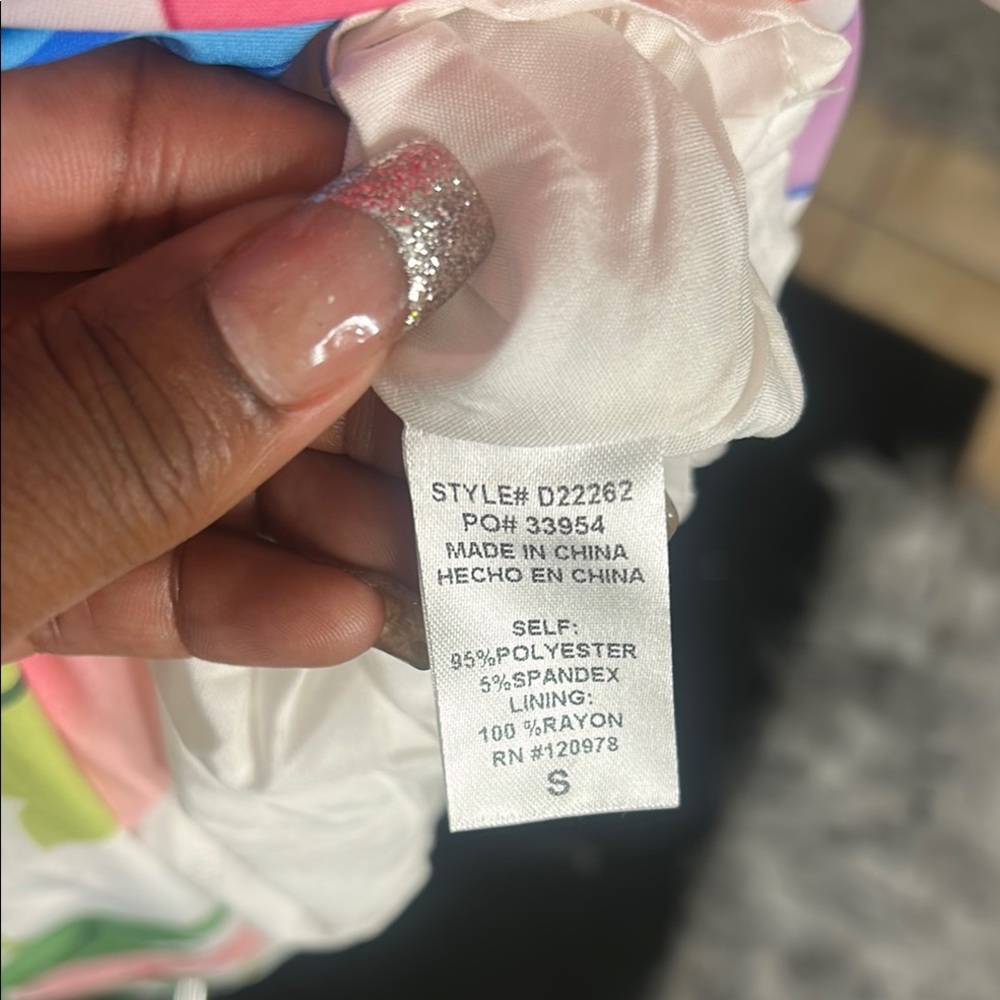 STYLE# D22262
PO# 33954
MADE IN CHINA
HECHO EN CHINA
SELF:
95%POLYESTER
5%SPANDEX
LINING:
100 %RAYON
RN #120978
S